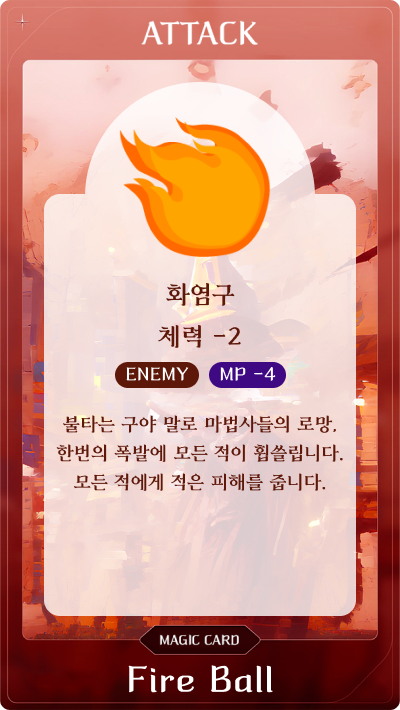 ATTACK
화염구
체력 -2
ENEMY MP -4
불타는 구야 말로 마법사들의 로망.
한번의 폭발에 모든 적이 휩쓸립니다.
모든 적에게 적은 피해를 줍니다.
MAGIC CARD
Fire Ball